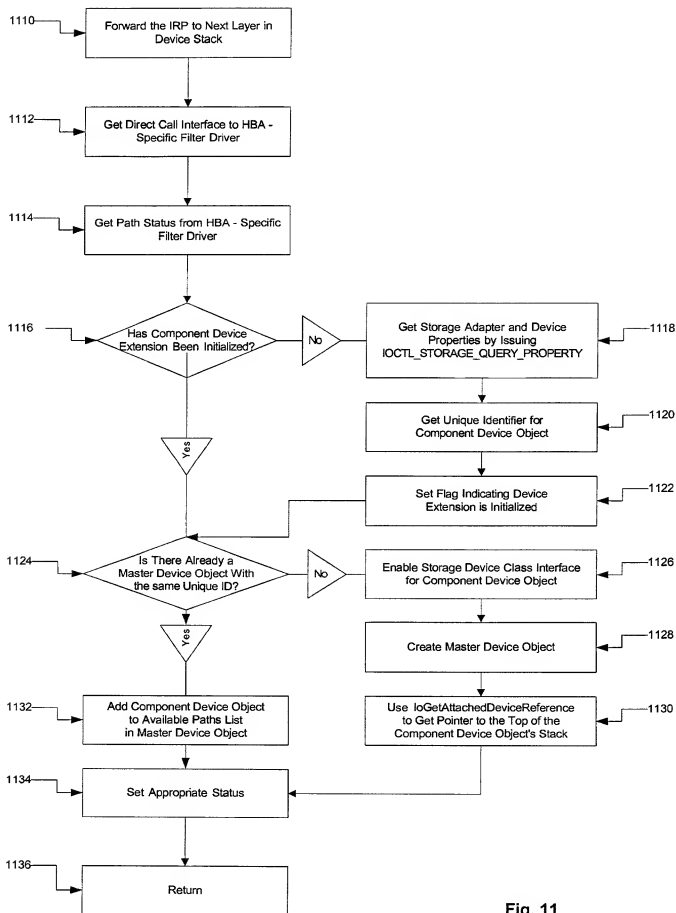 1110
Forward the IRP to Next Layer in
Device Stack
1112
Get Direct Call Interface to HBA -
Specific Filter Driver
1114
Get Path Status from HBA - Specific
Filter Driver
1116
Has Component Device
Extension Been Initialized?
No
Get Storage Adapter and Device
Properties by Issuing
IOCTL_STORAGE_QUERY_PROPERTY
1118
Get Unique Identifier for
Component Device Object
1120
Yes
Set Flag Indicating Device
Extension is Initialized
1122
1124
Is There Already a
Master Device Object With
the same Unique ID?
No
Enable Storage Device Class Interface
for Component Device Object
1126
Yes
Create Master Device Object
1128
1132
Add Component Device Object
to Available Paths List
in Master Device Object
Use IoGetAttachedDeviceReference
to Get Pointer to the Top of the
Component Device Object's Stack
1130
1134
Set Appropriate Status
1136
Return
Fig. 11